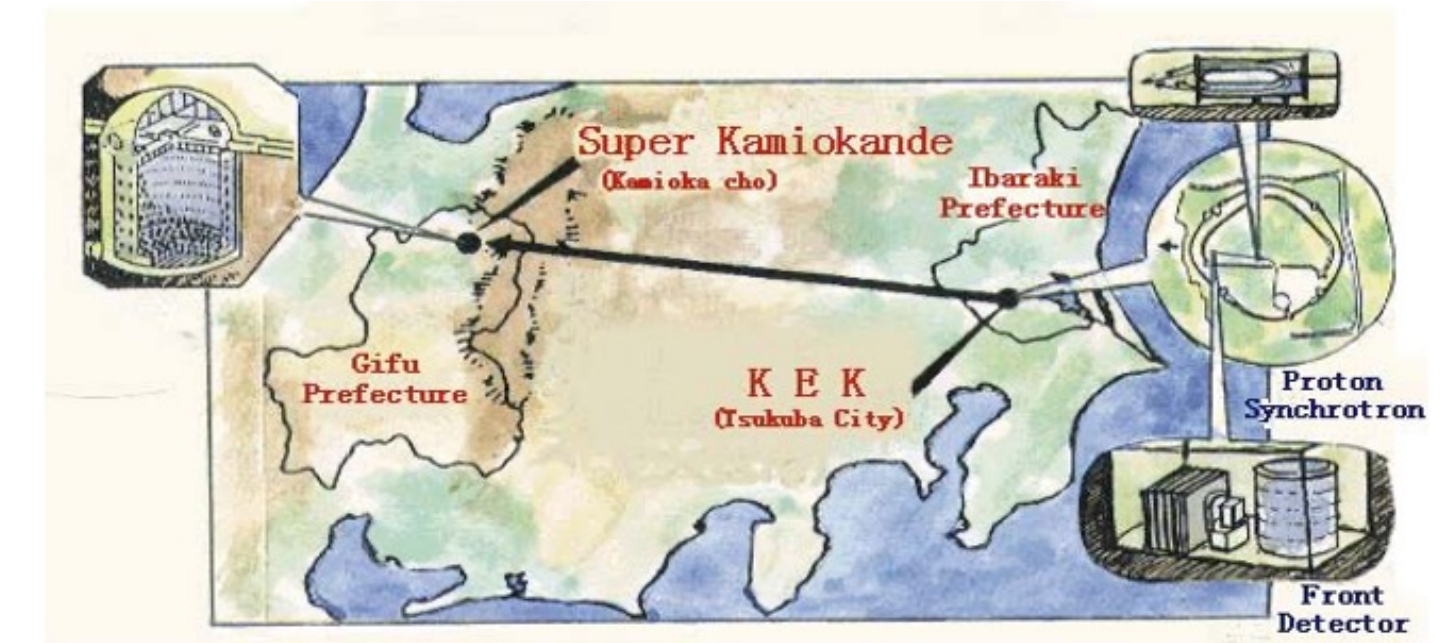 Super Kamiokande
(Kamioka cho)
Ibaraki
Prefecture
Gifu
Prefecture
K E K
(Tsukuba City)
Proton
Synchrotron
Front
Detector